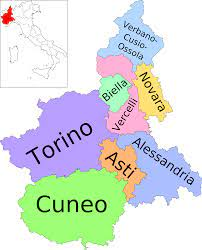 Verbano-
Cusio-
Ossola
Biella
Novara
Vercelli
Torino
Asti
Alessandria
Cuneo